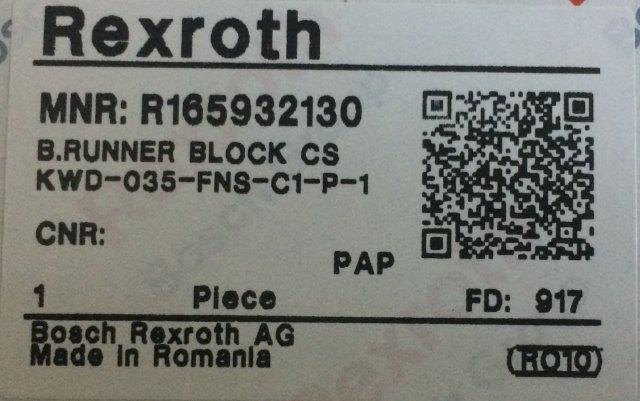 Rexroth
MNR: R165932130
B.RUNNER BLOCK CS
KWD-035-FNS-C1-P-1
CNR:
PAP
1 Piece FD: 917
Bosch Rexroth AG
Made in Romania
(RO10)